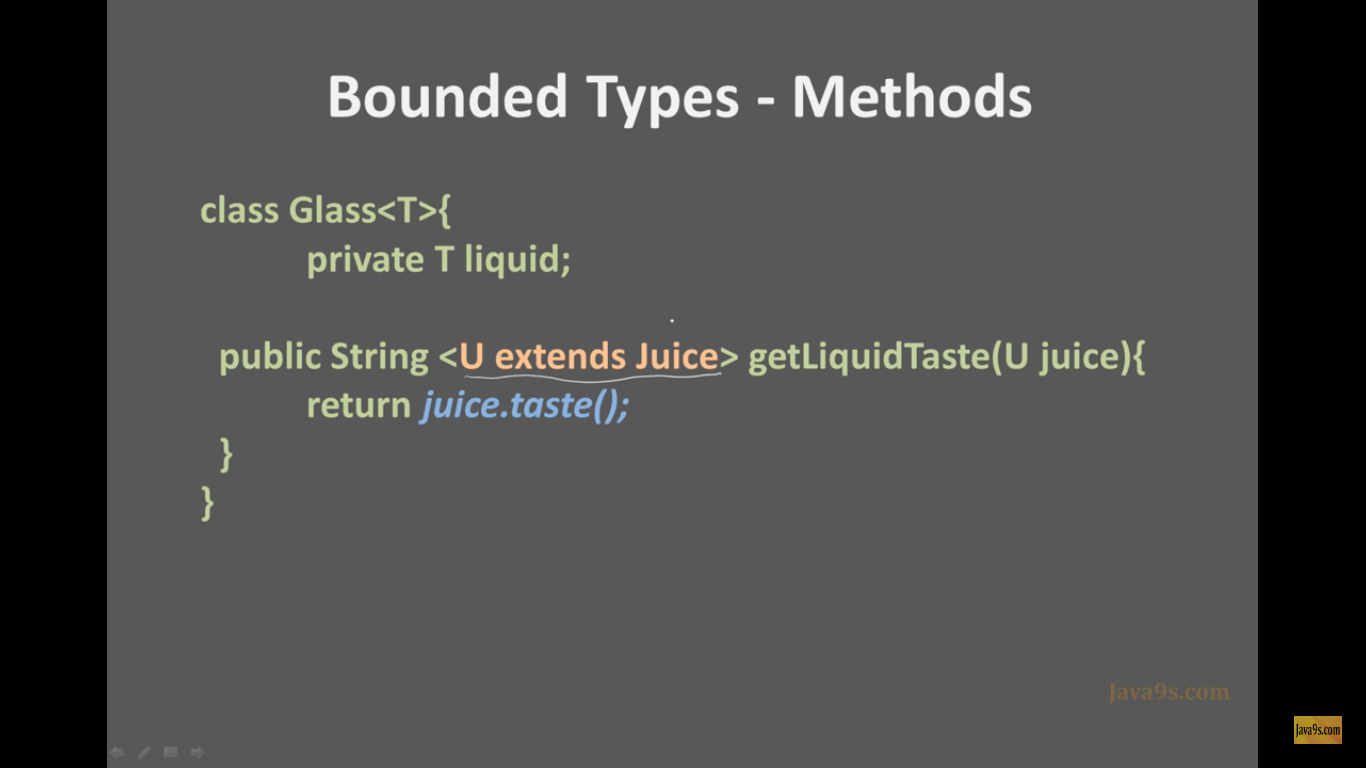 Bounded Types - Methods
class Glass<T>{
private T liquid;
public String <U extends Juice> getLiquidTaste(U juice){
return juice.taste();
}
}
Java9s.com
Java9s.com